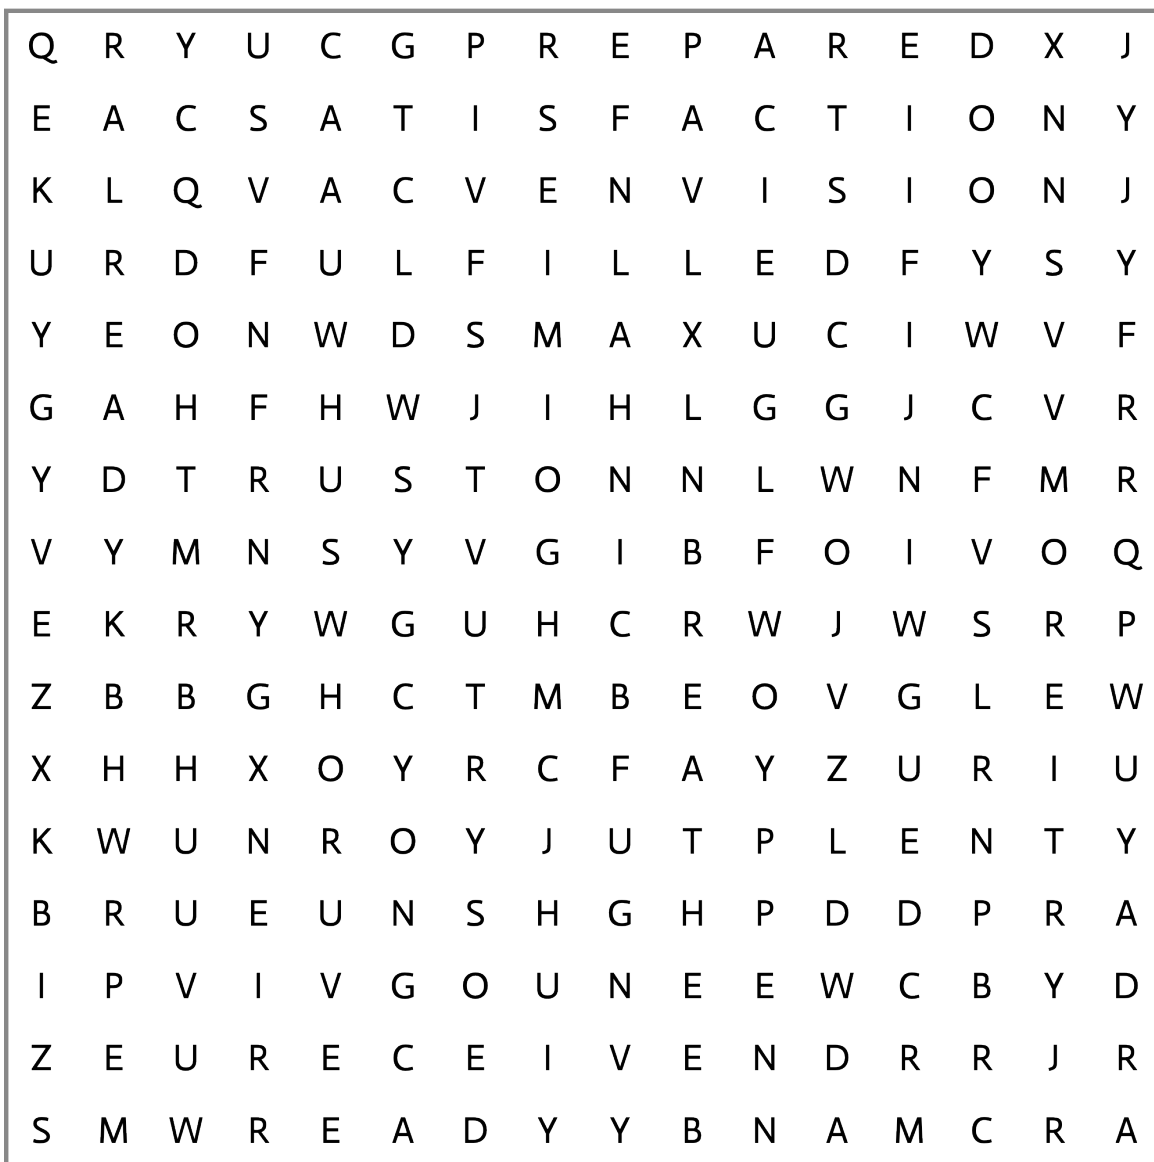 Q R Y U C G P R E P A R E D X J
E A C S A T I S F A C T I O N Y
K L Q V A C V E N V I S I O N J
U R D F U L F I L L E D F Y S Y
Y E O N W D S M A X U C I W V F
G A H F H W J I H L G G J C V R
Y D T R U S T O N N L W N F M R
V Y M N S Y V G I B F O I V O Q
E K R Y W G U H C R W J W S R P
Z B B G H C T M B E O V G L E W
X H H X O Y R C F A Y Z U R I U
K W U N R O Y J U T P L E N T Y
B R U E U N S H G H P D D P R A
I P V I V G O U N E E W C B Y D
Z E U R E C E I V E N D R R J R
S M W R E A D Y Y B N A M C R A